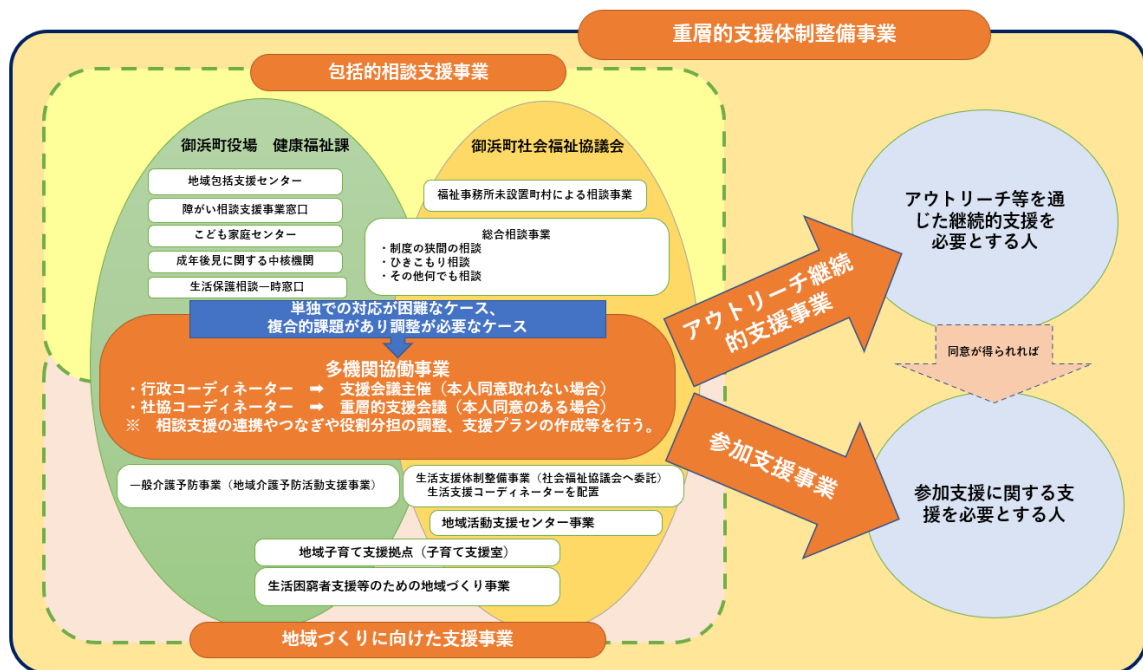 重層的支援体制整備事業
包括的相談支援事業
御浜町役場　健康福祉課
地域包括支援センター
障がい相談支援事業窓口
こども家庭センター
成年後見に関する中核機関
生活保護相談一時窓口
御浜町社会福祉協議会
福祉事務所未設置町村による相談事業
総合相談事業
・制度の狭間の相談
・ひきこもり相談
・その他何でも相談
単独での対応が困難なケース、
複合的課題があり調整が必要なケース
多機関協働事業
・行政コーディネーター　➡　支援会議主催（本人同意取れない場合）
・社協コーディネーター　➡　重層的支援会議（本人同意のある場合）
※　相談支援の連携やつなぎや役割分担の調整、支援プランの作成等を行う。
一般介護予防事業（地域介護予防活動支援事業）
生活支援体制整備事業（社会福祉協議会へ委託）
生活支援コーディネーターを配置
地域活動支援センター事業
地域子育て支援拠点（子育て支援室）
生活困窮者支援等のための地域づくり事業
地域づくりに向けた支援事業
アウトリーチ継続
的支援事業
参加支援事業
アウトリーチ等を通
じた継続的支援を
必要とする人
同意が得られれば
参加支援に関する支
援を必要とする人